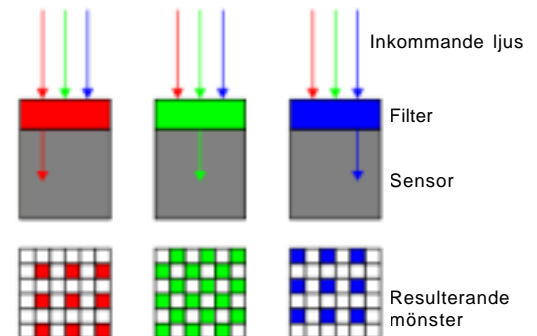 Inkommande ljus
Filter
Sensor
Resulterande
mönster